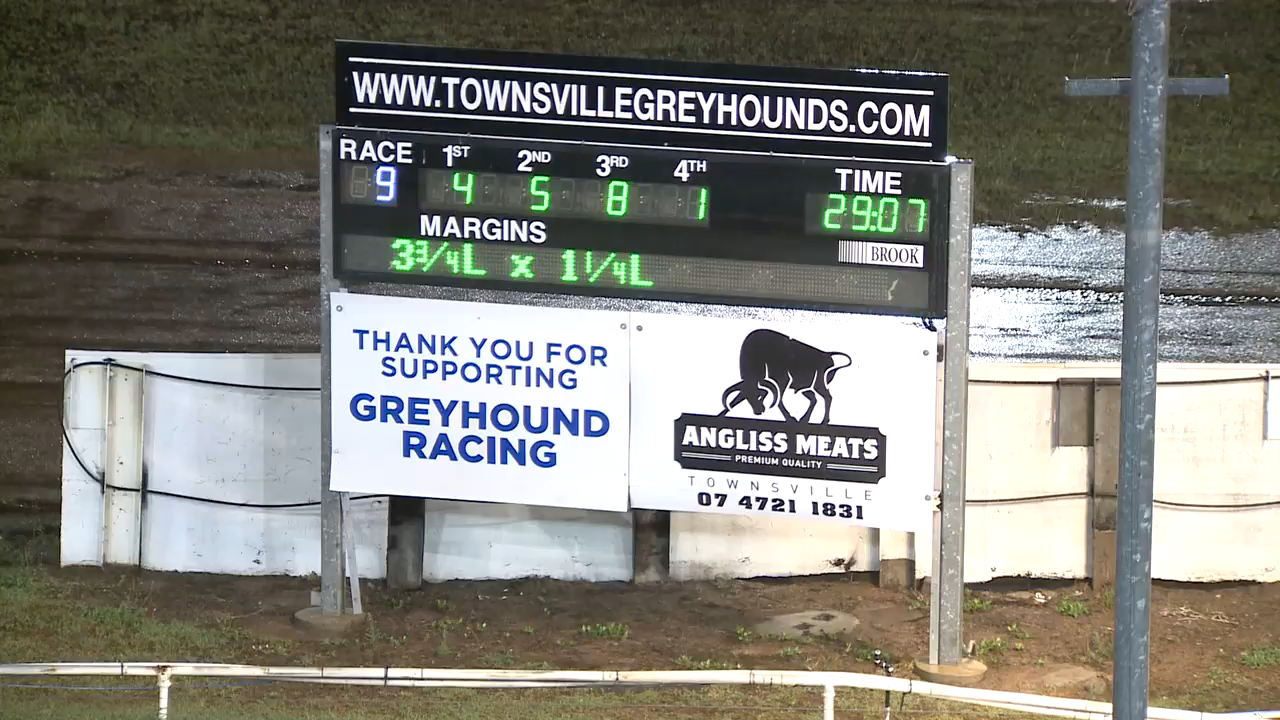 WWW.TOWNSVILLEGREYHOUNDS.COM
RACE 1ST 2ND 3RD 4TH TIME
9 4 5 8 1 29:07
MARGINS
BROOK
3¾L x 1¼L
THANK YOU FOR
SUPPORTING
GREYHOUND
RACING
ANGLISS MEATS
PREMIUM QUALITY
TOWNSVILLE
07 4721 1831